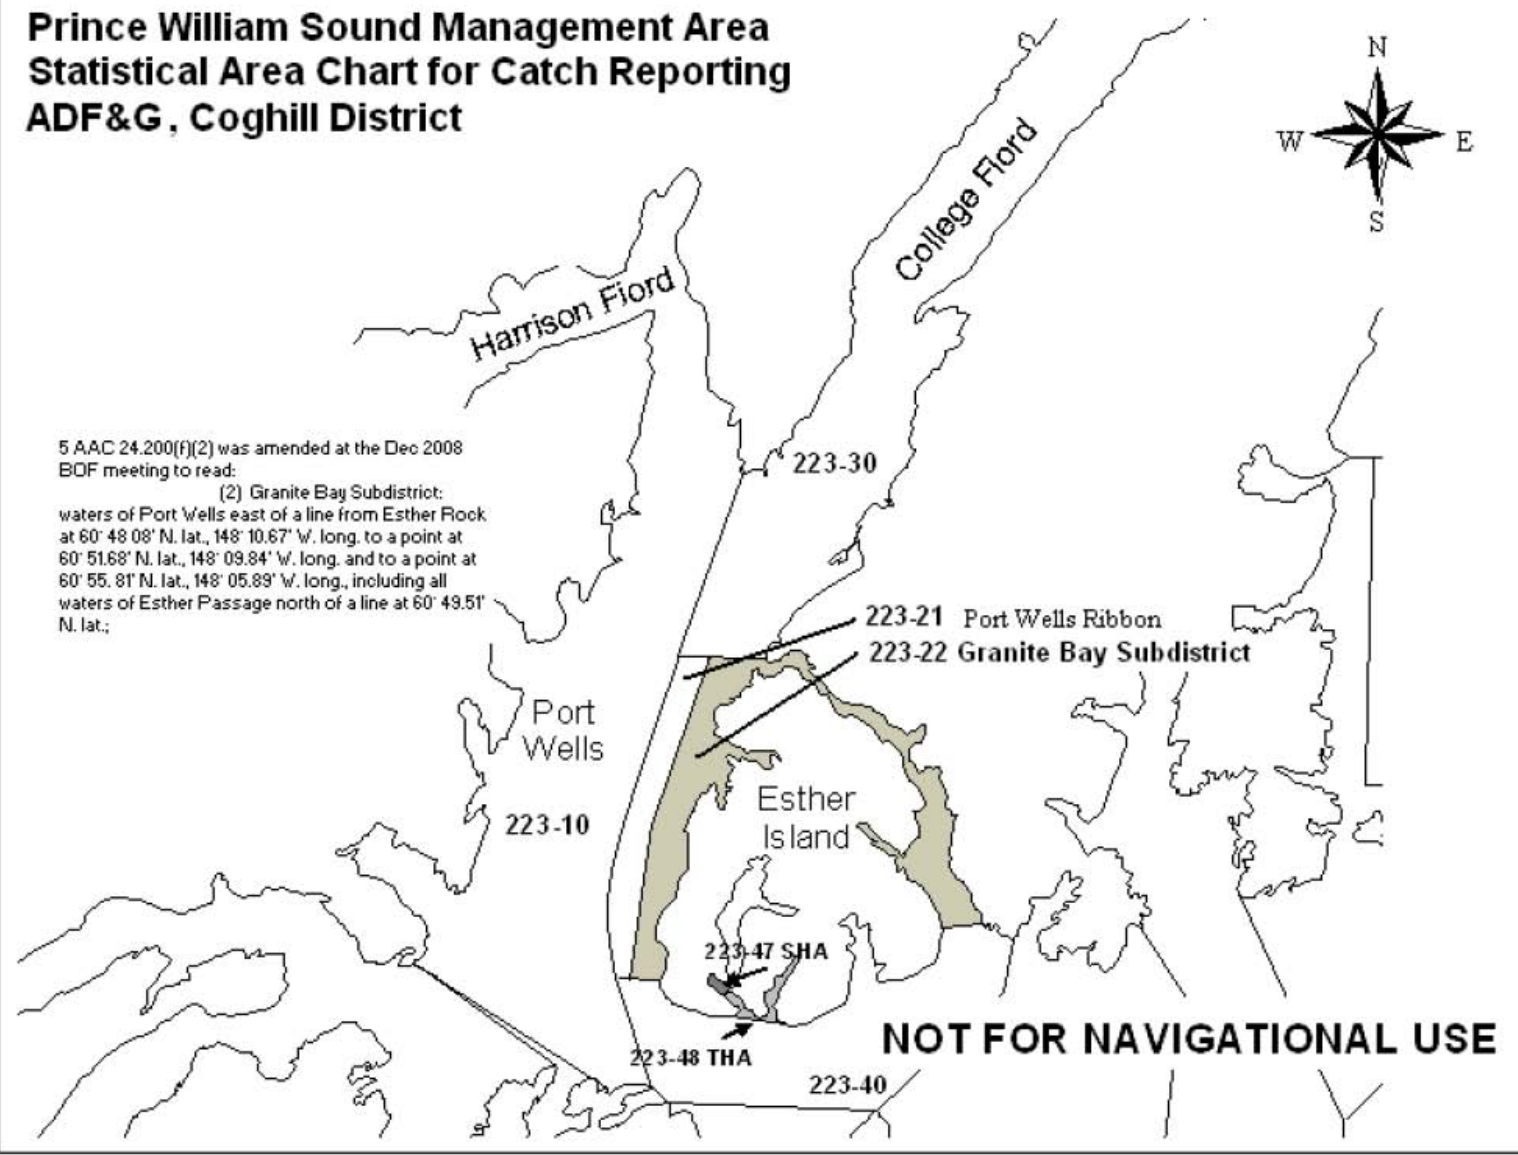 Prince William Sound Management Area
Statistical Area Chart for Catch Reporting
ADF&G, Coghill District
N
W
E
S
College Fiord
Harrison Fiord
5 AAC 24.200(f)(2) was amended at the Dec 2008
BOF meeting to read:
(2) Granite Bay Subdistrict:
waters of Port Wells east of a line from Esther Rock
at 60° 48 08' N. lat., 148° 10.67' W. long. to a point at
60° 51.68' N. lat., 148° 09.84' W. long. and to a point at
60° 55. 81' N. lat., 148° 05.89' W. long., including all
waters of Esther Passage north of a line at 60° 49.51'
N. lat.;
223-30
223-21 Port Wells Ribbon
223-22 Granite Bay Subdistrict
Port
Wells
223-10
Esther
Island
223-47 SHA
223-48 THA
223-40
NOT FOR NAVIGATIONAL USE